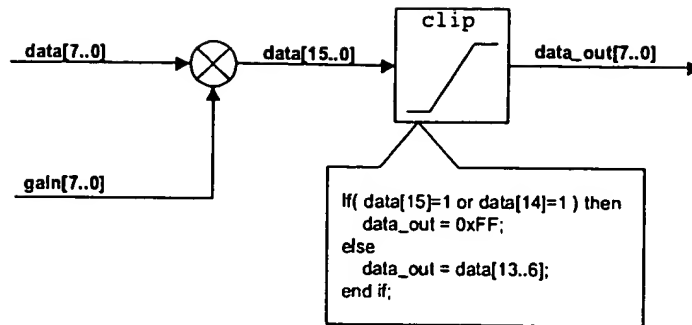 clip
data[7..0]
data[15..0]
data_out[7..0]
gain[7..0]
If( data[15]=1 or data[14]=1 ) then
data_out = 0xFF;
else
data_out = data[13..6];
end if;